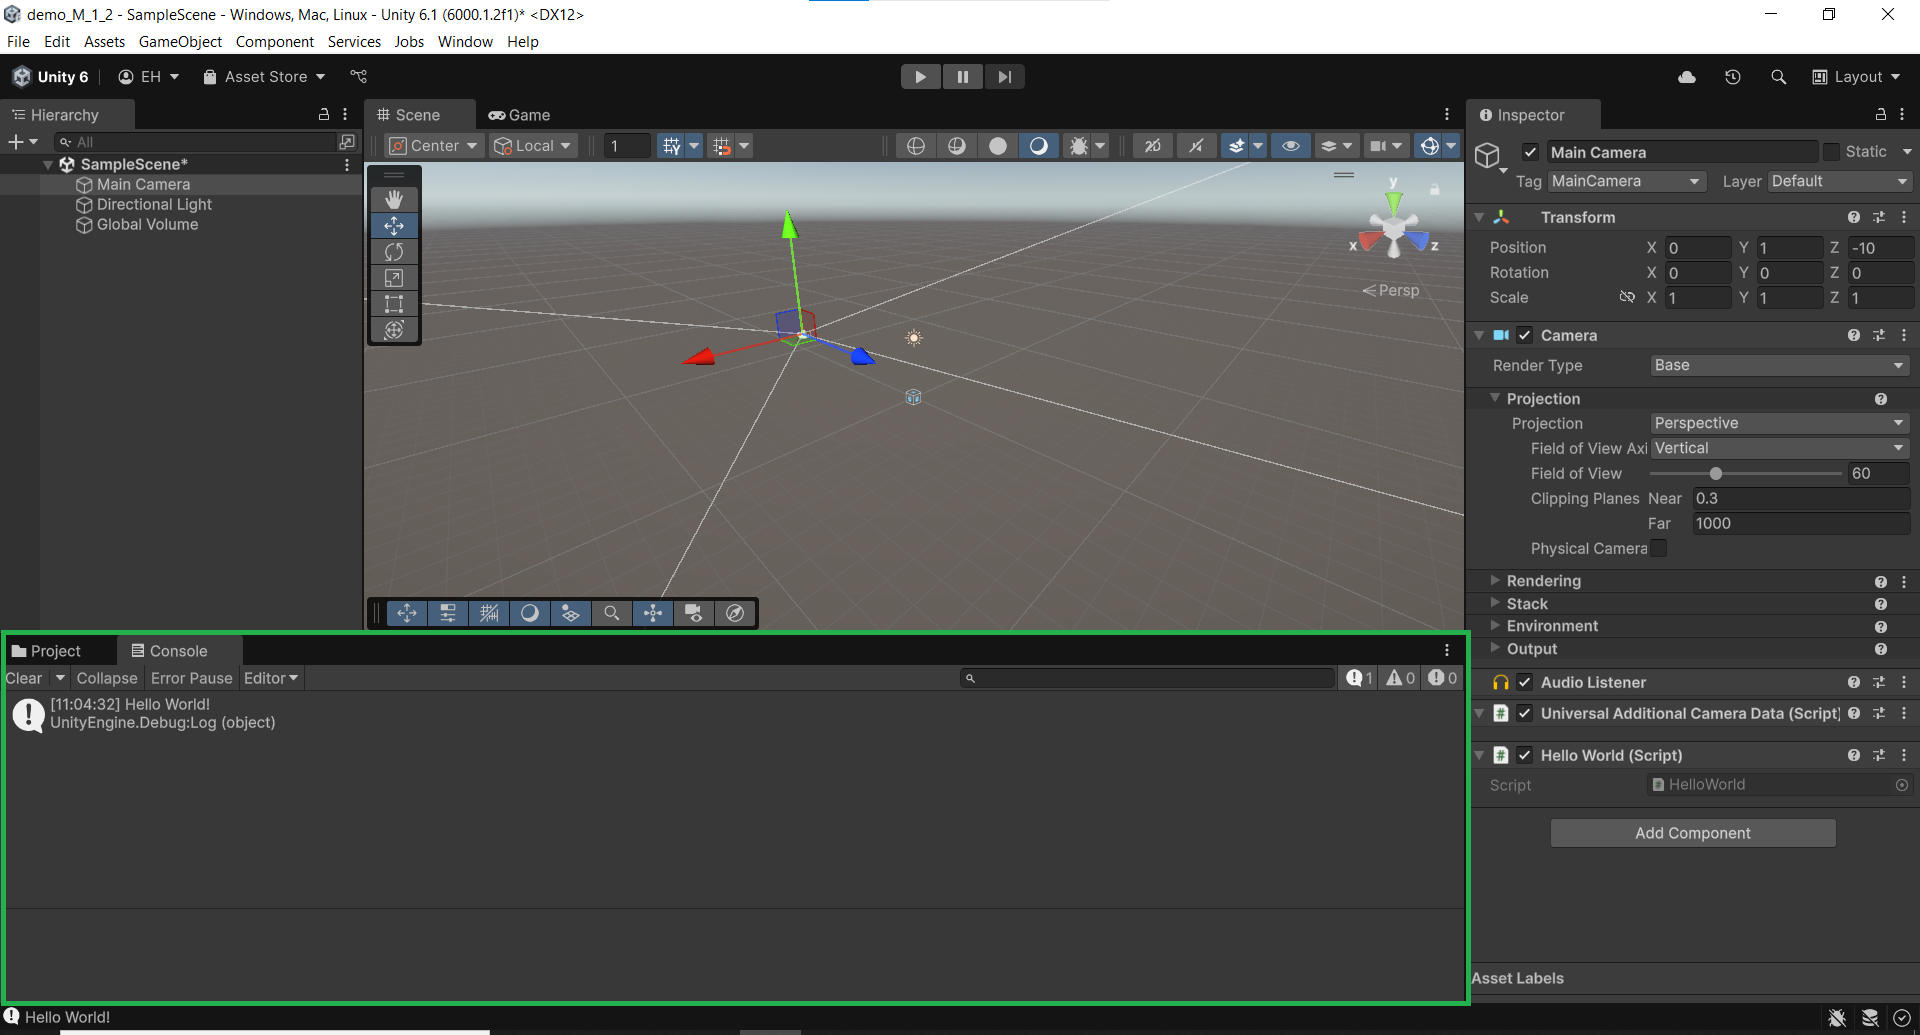 demo_M_1_2 - SampleScene - Windows, Mac, Linux - Unity 6.1 (6000.1.2f1)* <DX12>
File Edit Assets GameObject Component Services Jobs Window Help
Unity 6 EH Asset Store Layout
Hierarchy
All
SampleScene*
Main Camera
Directional Light
Global Volume
Scene Game
Center Local 1 2D
y
x z
Persp
Inspector
Main Camera Static
Tag MainCamera Layer Default
Transform
Position X 0 Y 1 Z -10
Rotation X 0 Y 0 Z 0
Scale X 1 Y 1 Z 1
Camera
Render Type Base
Projection
Projection Perspective
Field of View Axi Vertical
Field of View 60
Clipping Planes Near 0.3
Far 1000
Physical Camera
Rendering
Stack
Environment
Output
Audio Listener
Universal Additional Camera Data (Script)
Hello World (Script)
Script HelloWorld
Add Component
Asset Labels
Project Console
Clear Collapse Error Pause Editor 1 0 0
[11:04:32] Hello World!
UnityEngine.Debug:Log (object)
Hello World!